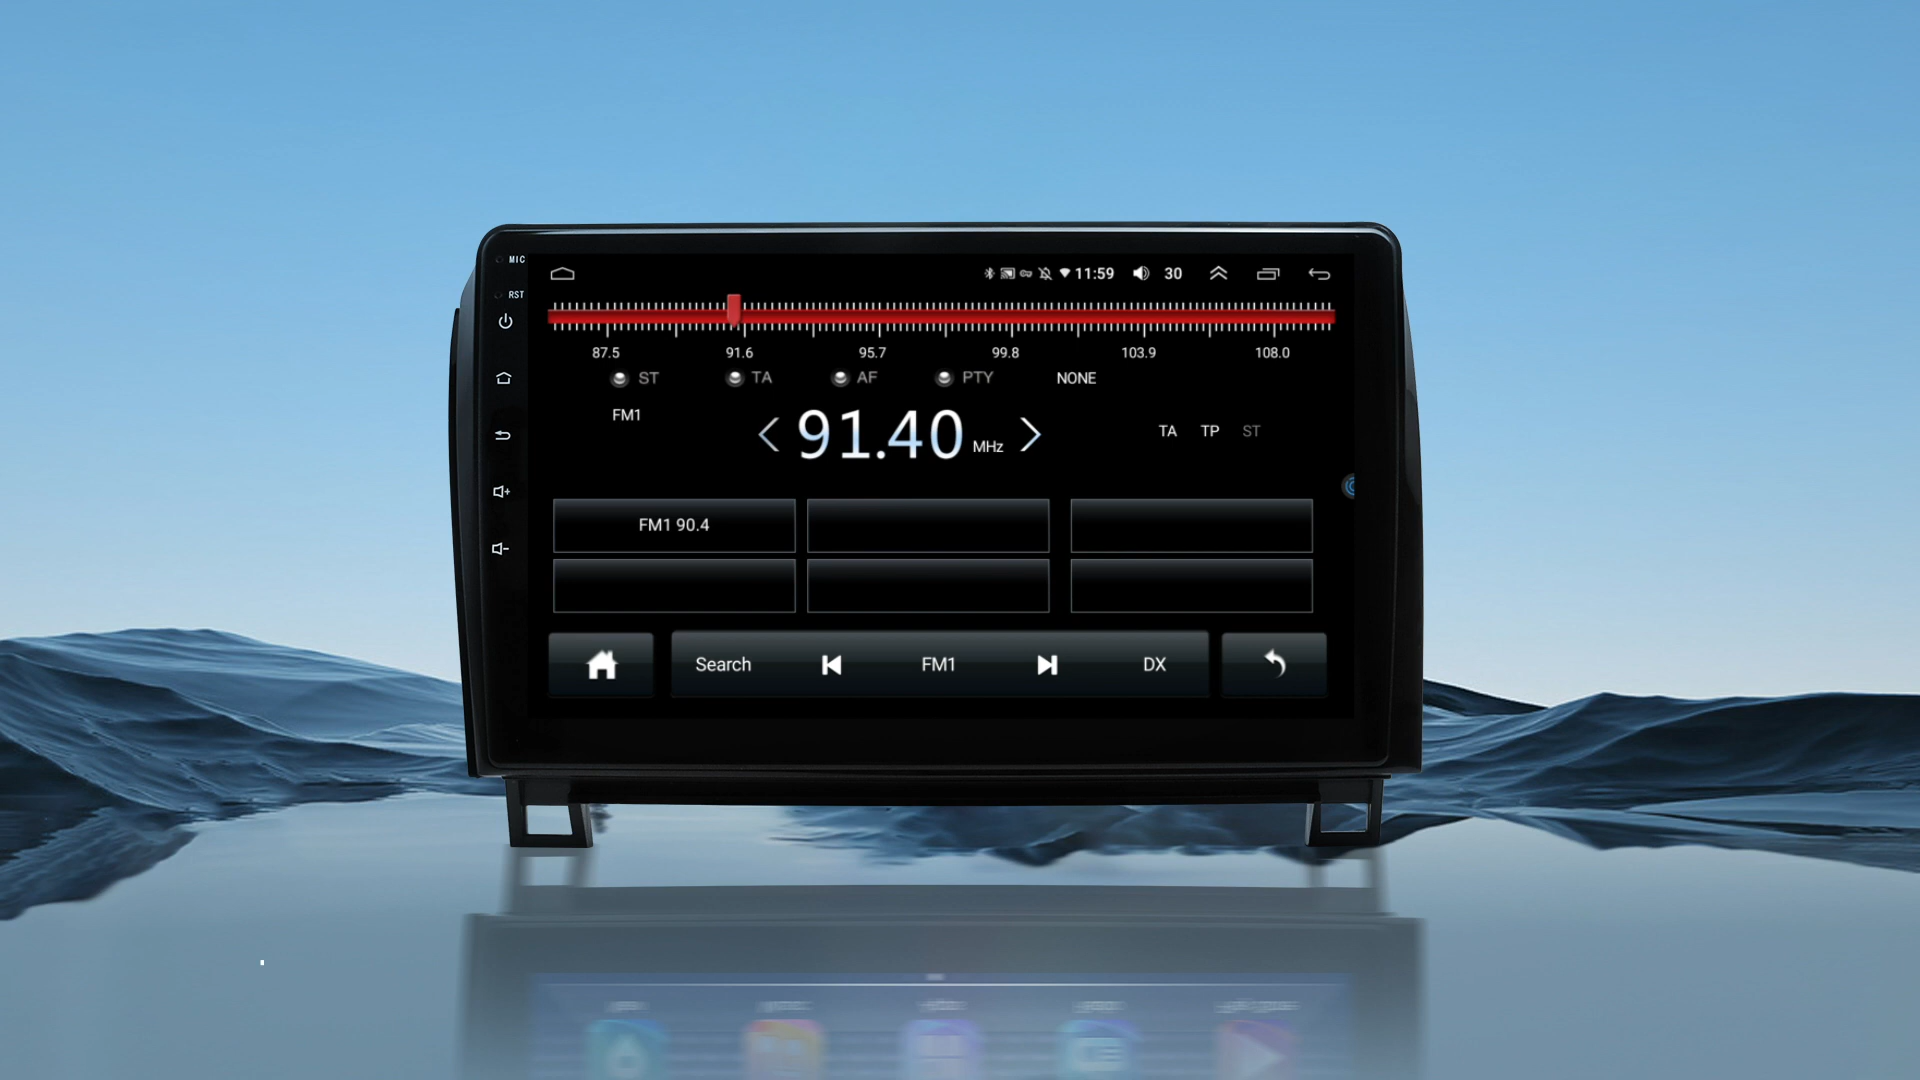 MIC
11:59 30
RST
87.5 91.6 95.7 99.8 103.9 108.0
ST TA AF PTY NONE
FM1
91.40 MHz
TA TP ST
FM1 90.4
Search FM1 DX